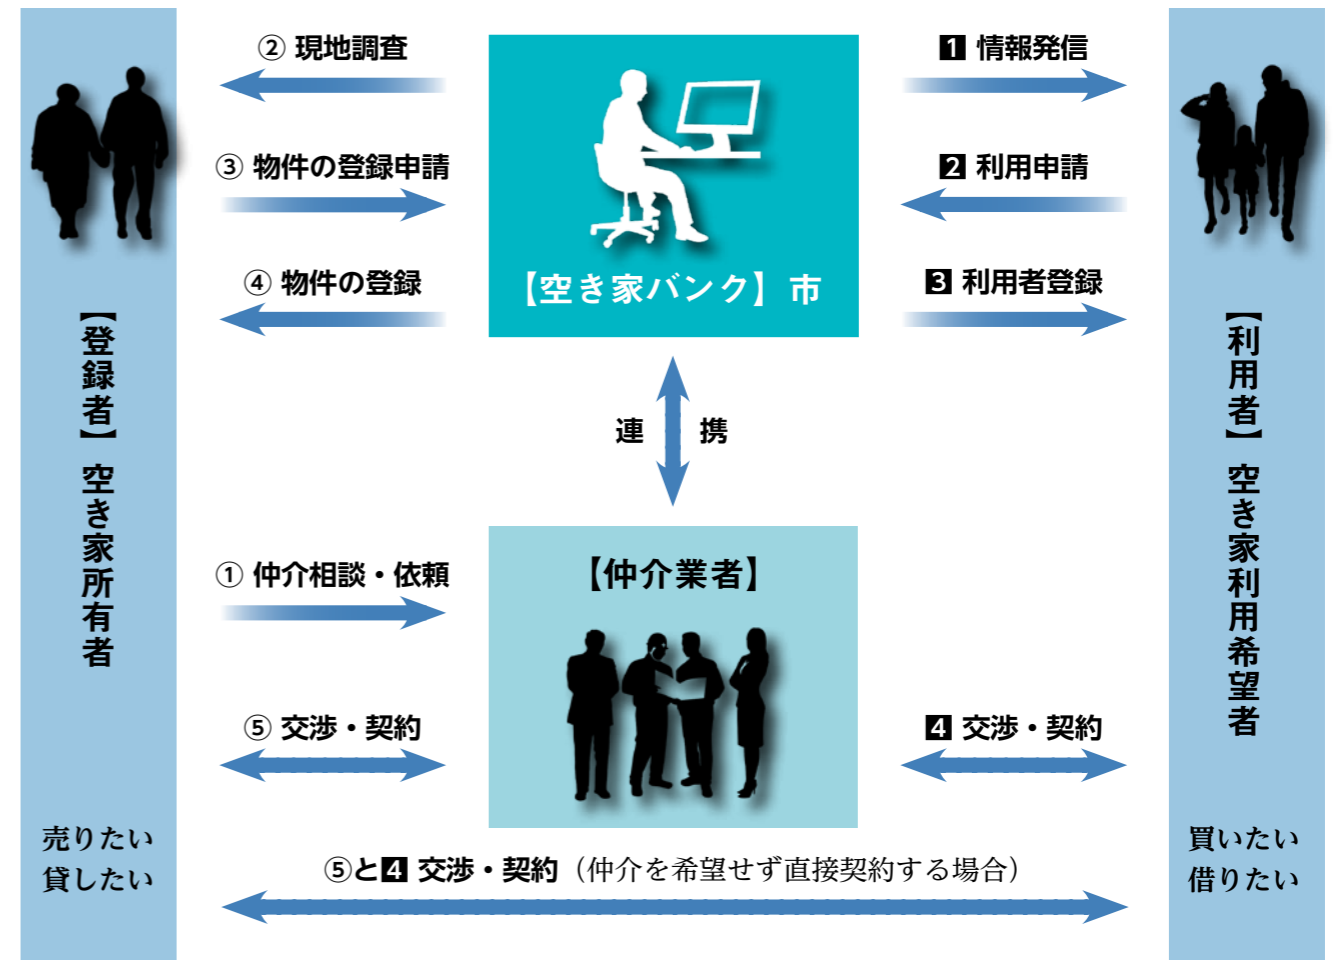 ② 現地調査
③ 物件の登録申請
④ 物件の登録
【空き家バンク】市
1 情報発信
2 利用申請
3 利用者登録
【登録者】空き家所有者
売りたい
貸したい
連 携
① 仲介相談・依頼
⑤ 交渉・契約
【仲介業者】
4 交渉・契約
⑤と4 交渉・契約（仲介を希望せず直接契約する場合）
【利用者】空き家利用希望者
買いたい
借りたい